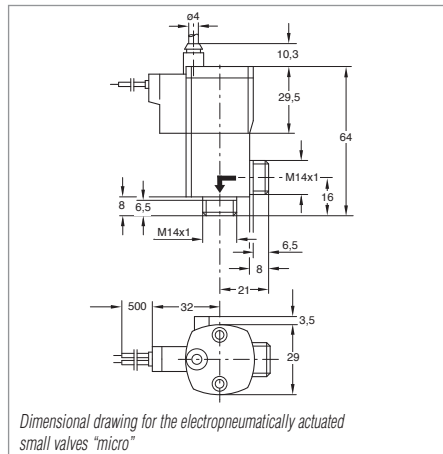 ø4
10,3
29,5
64
M14x1
16
8
6,5
M14x1
6,5
8
21
500
32
3,5
29
Dimensional drawing for the electropneumatically actuated
small valves “micro”